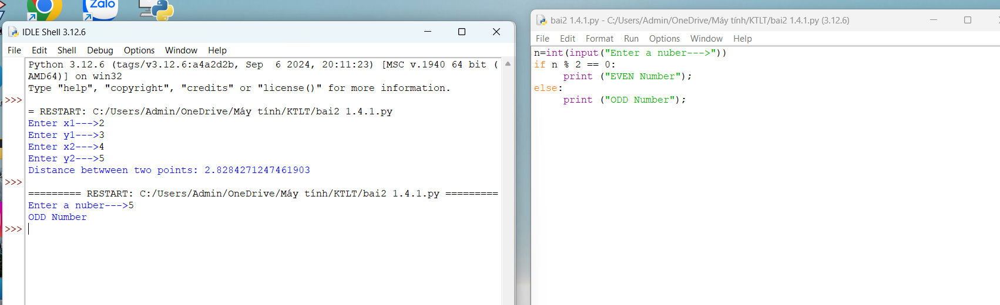 Zalo
IDLE Shell 3.12.6
File Edit Shell Debug Options Window Help
Python 3.12.6 (tags/v3.12.6:a4a2d2b, Sep  6 2024, 20:11:23) [MSC v.1940 64 bit (
AMD64)] on win32
Type "help", "copyright", "credits" or "license()" for more information.
>>>
= RESTART: C:/Users/Admin/OneDrive/Máy tính/KTLT/bai2 1.4.1.py
Enter x1--->2
Enter y1--->3
Enter x2--->4
Enter y2--->5
Distance betwween two points: 2.8284271247461903
>>>
========= RESTART: C:/Users/Admin/OneDrive/Máy tính/KTLT/bai2 1.4.1.py =========
Enter a nuber--->5
ODD Number
>>>
bai2 1.4.1.py - C:/Users/Admin/OneDrive/Máy tính/KTLT/bai2 1.4.1.py (3.12.6)
File Edit Format Run Options Window Help
n=int(input("Enter a nuber--->"))
if n % 2 == 0:
     print ("EVEN Number");
else:
     print ("ODD Number");